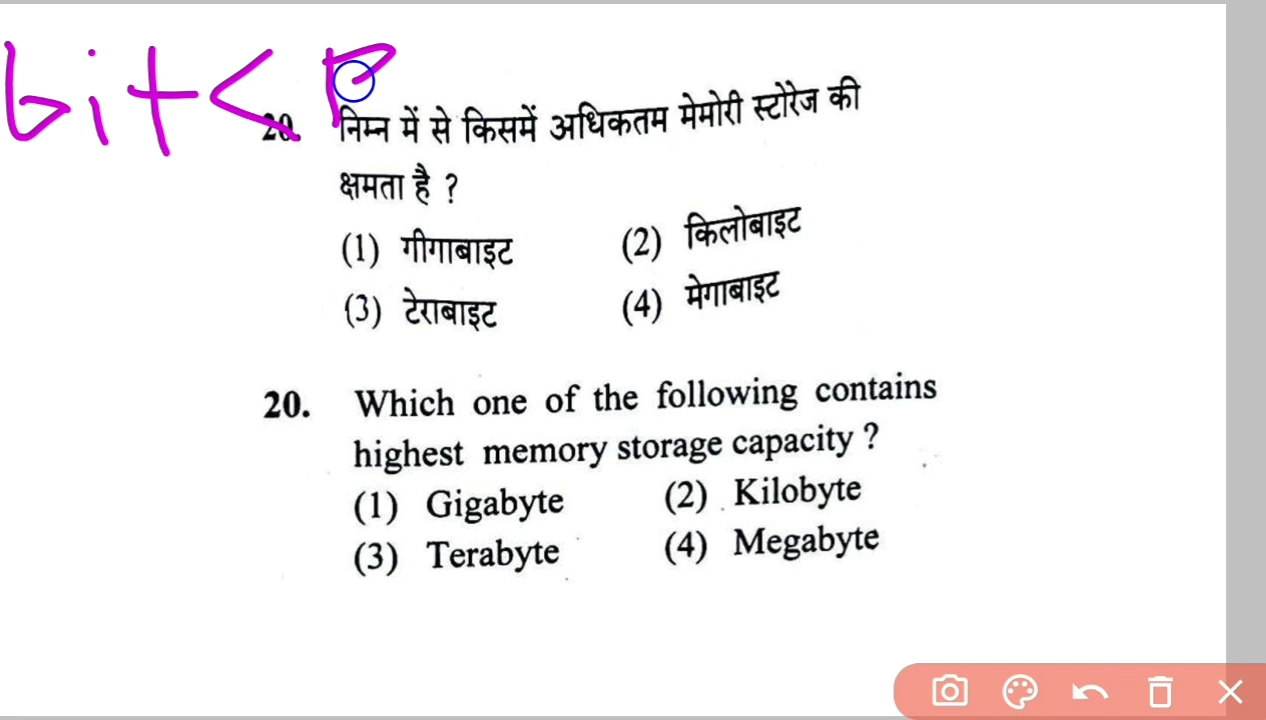 bit <
20. निम्न में से किसमें अधिकतम मेमोरी स्टोरेज की
क्षमता है ?
(1) गीगाबाइट (2) किलोबाइट
(3) टेराबाइट (4) मेगाबाइट
20. Which one of the following contains
highest memory storage capacity ?
(1) Gigabyte (2) Kilobyte
(3) Terabyte (4) Megabyte